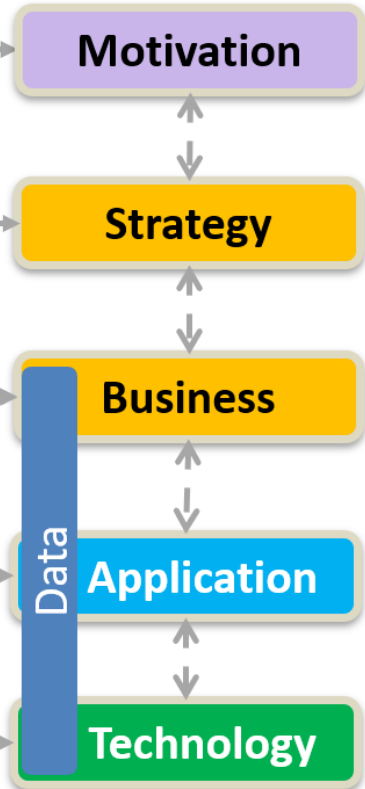 Motivation
Strategy
Business
Data
Application
Technology